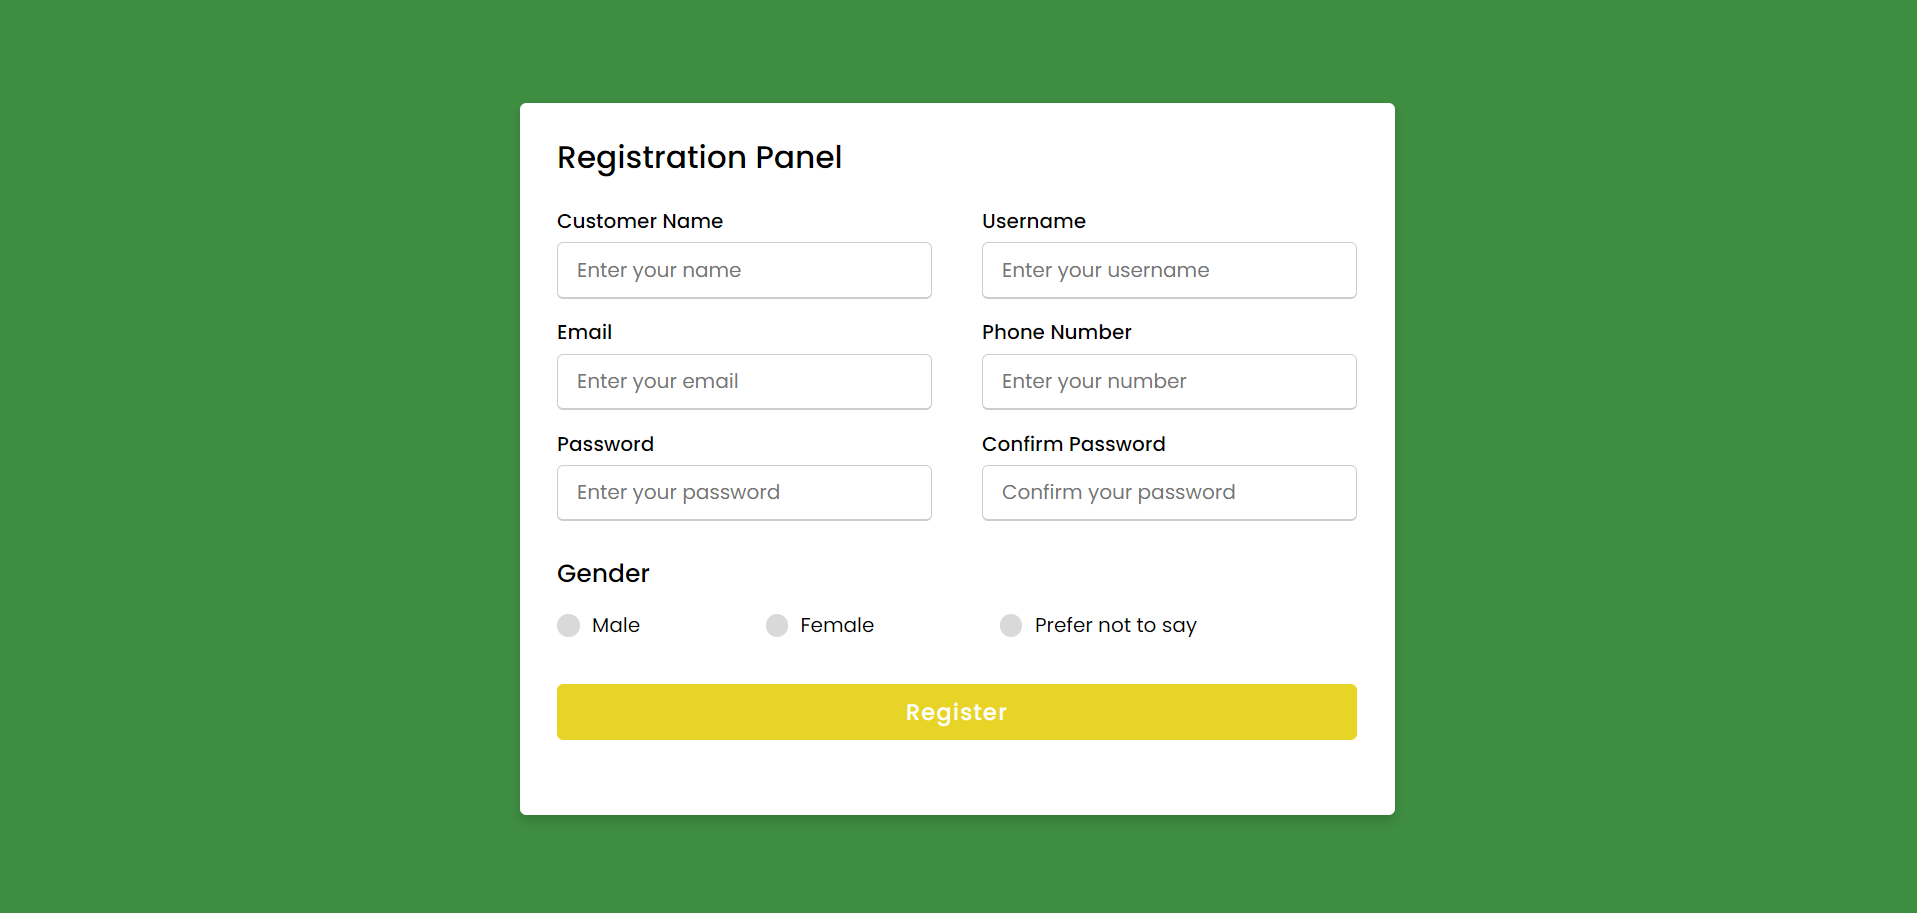 Registration Panel
Customer Name
Username
Enter your name
Enter your username
Email
Phone Number
Enter your email
Enter your number
Password
Confirm Password
Enter your password
Confirm your password
Gender
Male
Female
Prefer not to say
Register